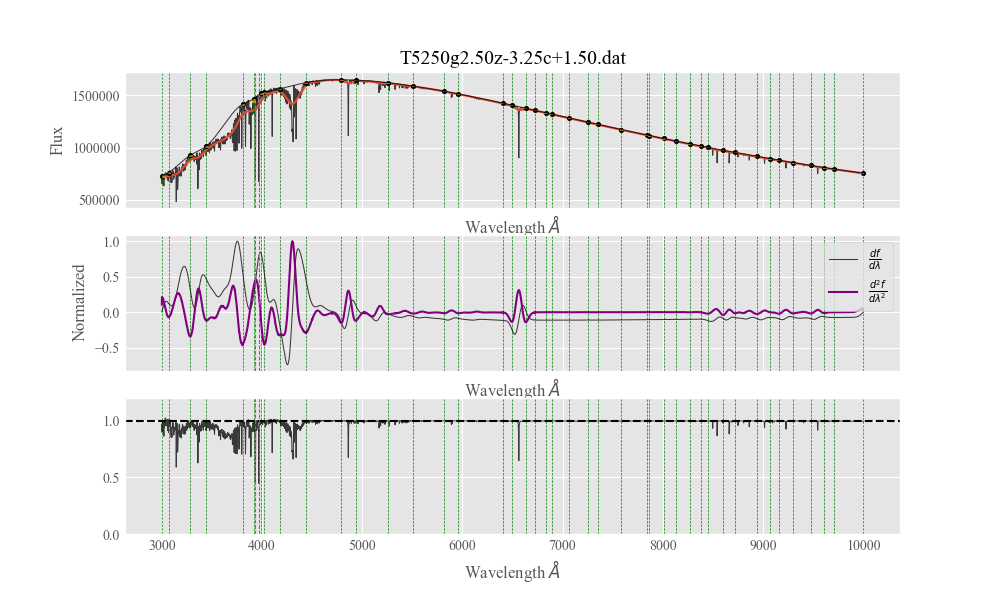 T5250g2.50z-3.25c+1.50.dat
Flux
1500000
1000000
500000
Wavelength Å
Normalized
1.0
0.5
0.0
−0.5
df/dλ
d²f/dλ²
Wavelength Å
1.0
0.5
0.0
3000 4000 5000 6000 7000 8000 9000 10000
Wavelength Å